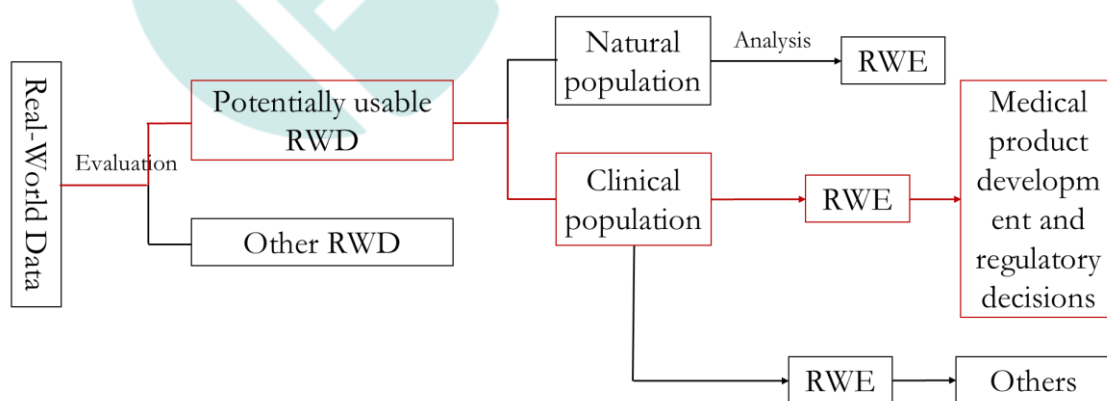 Real-World Data
Evaluation
Potentially usable
RWD
Other RWD
Natural
population
Analysis
RWE
Clinical
population
RWE
Medical
product
developm
ent and
regulatory
decisions
RWE
Others